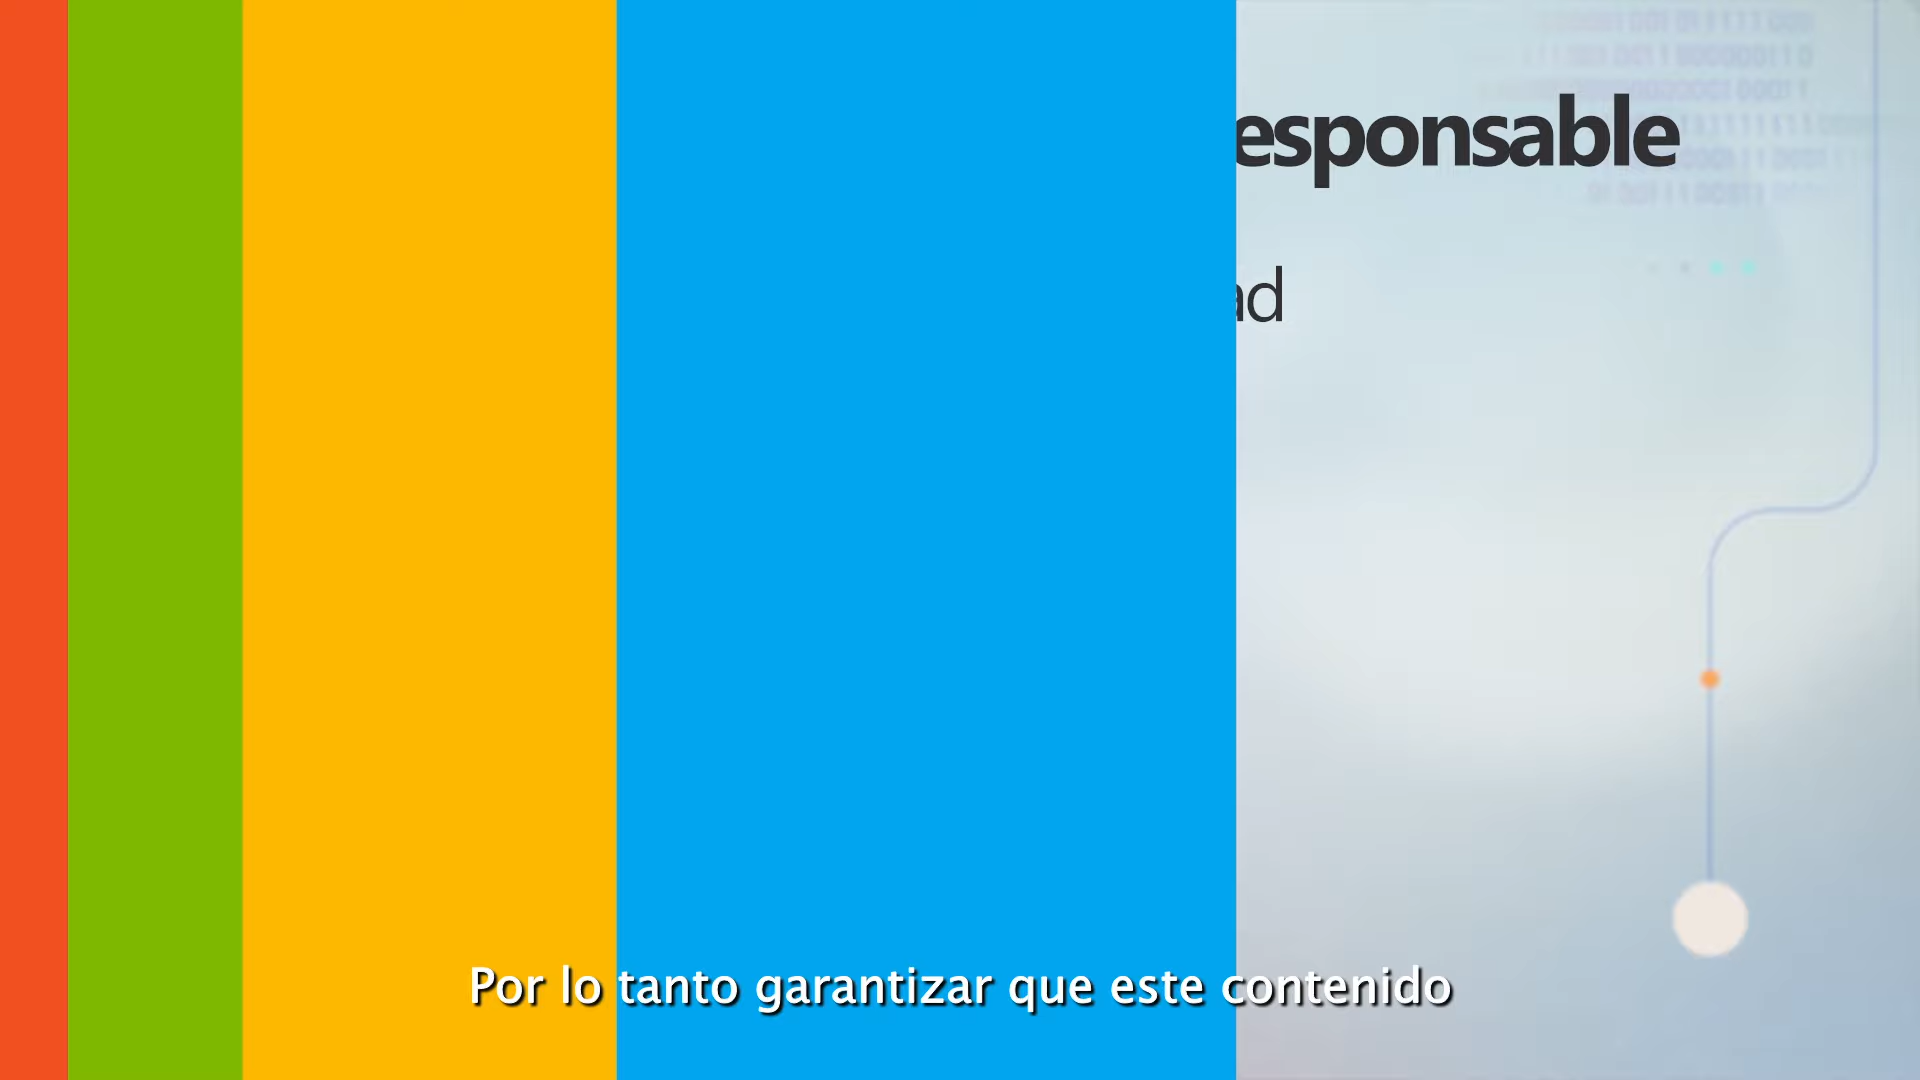 esponsable
ad
Por lo tanto garantizar que este contenido